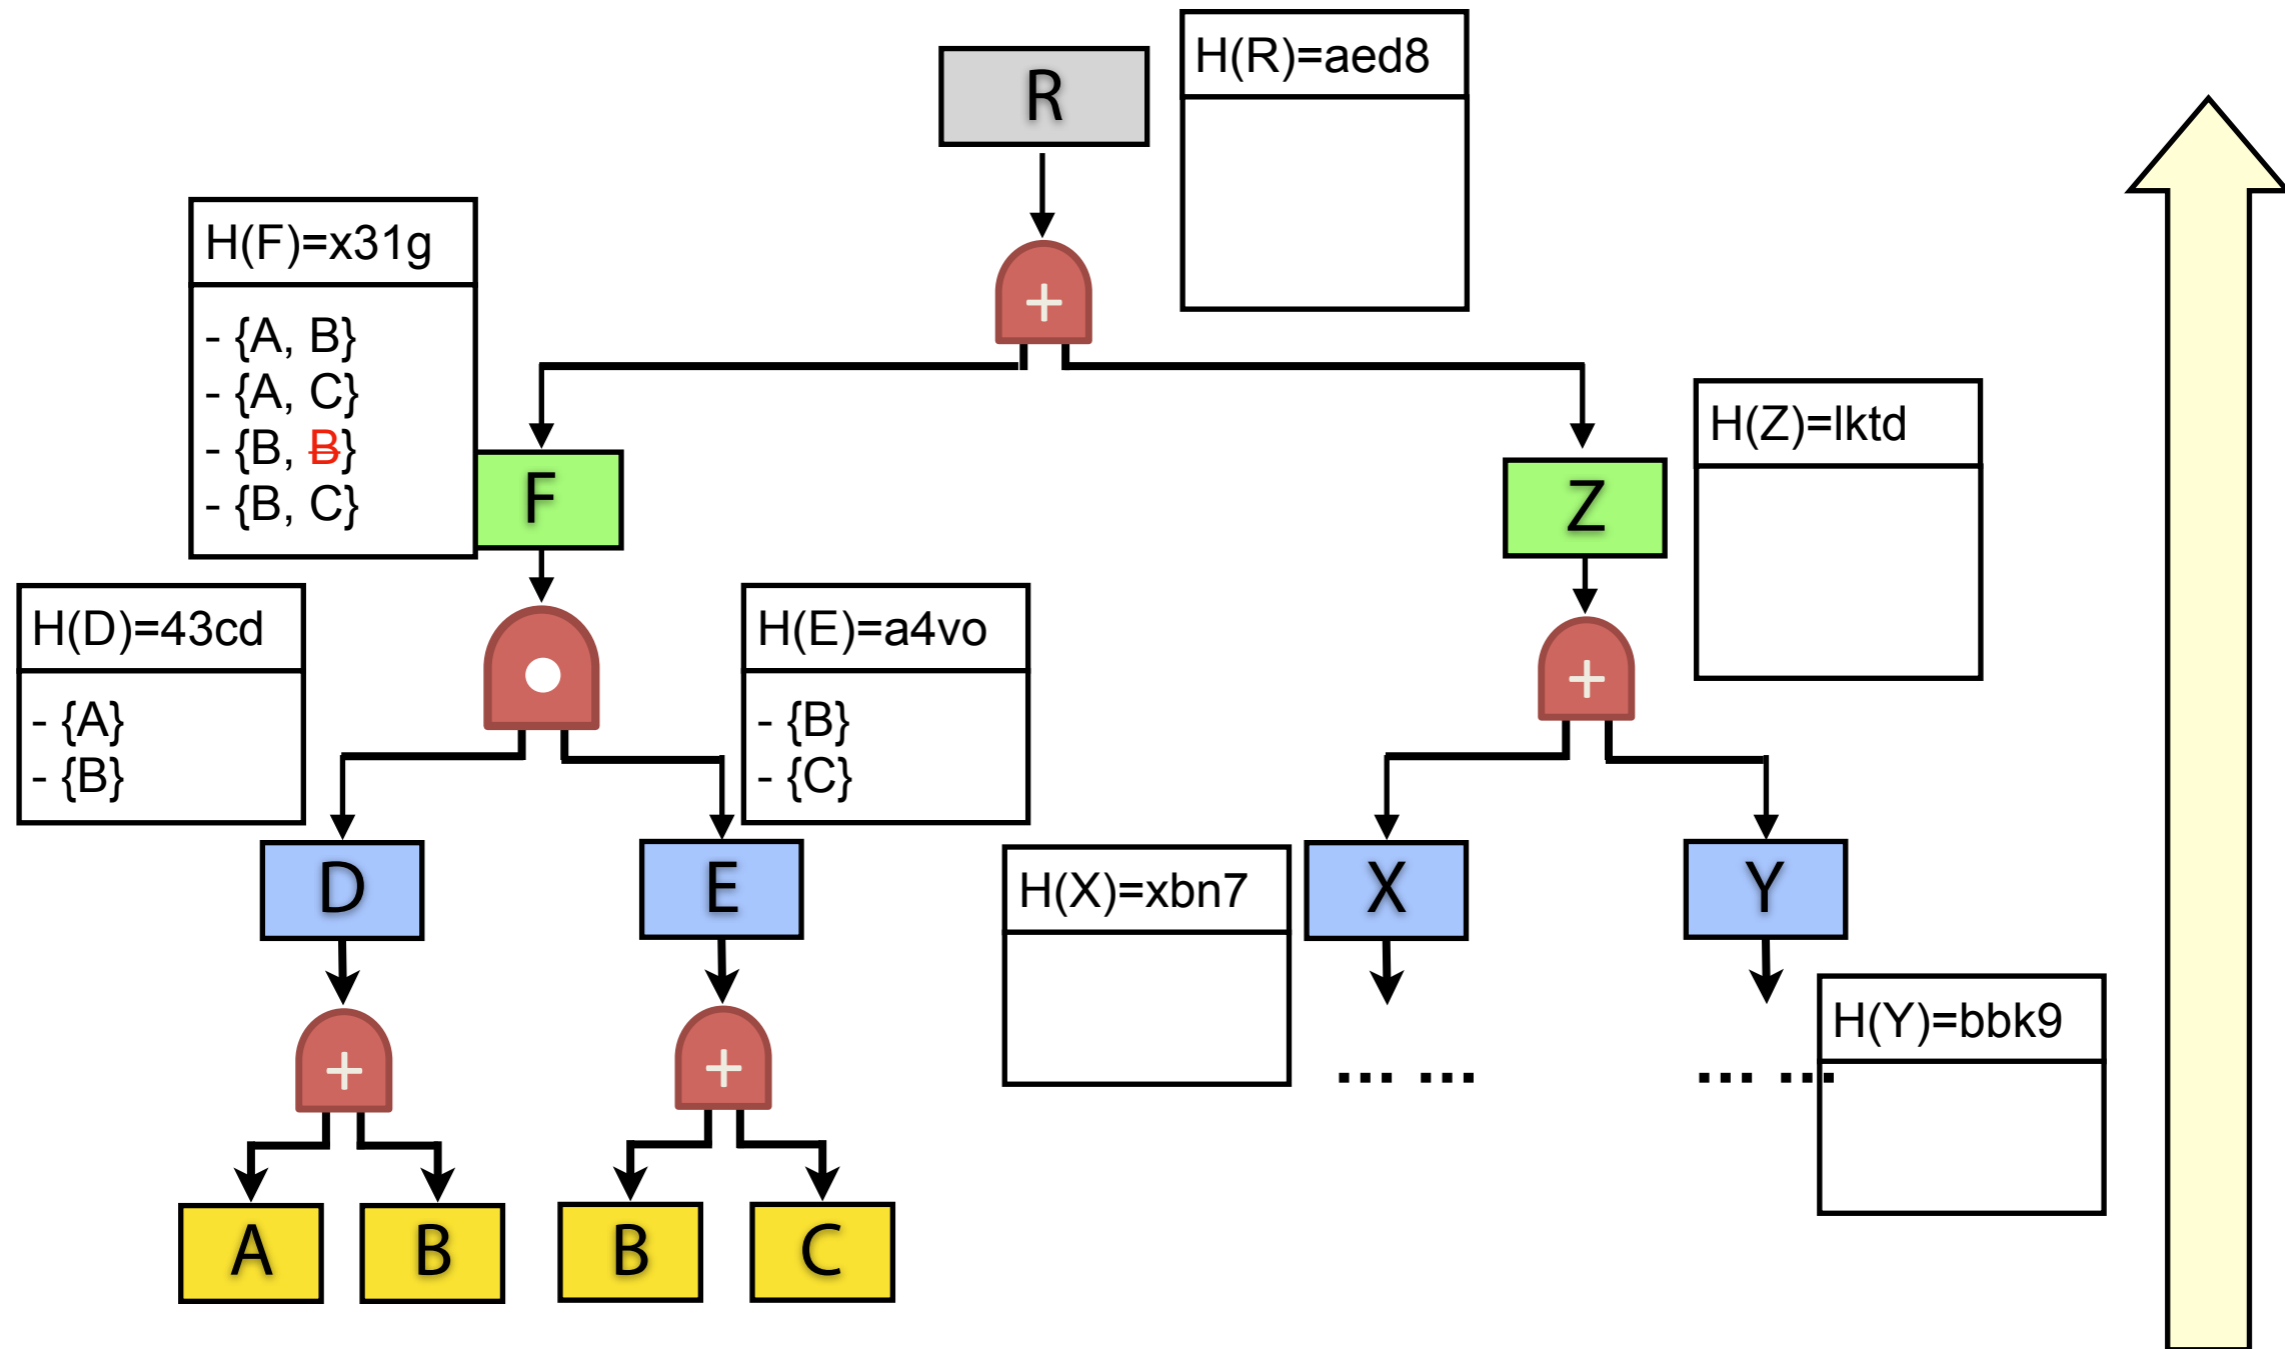 R
H(R)=aed8
H(F)=x31g
- {A, B}
- {A, C}
- {B, B}
- {B, C}
F
H(Z)=lktd
Z
H(D)=43cd
- {A}
- {B}
H(E)=a4vo
- {B}
- {C}
D
E
H(X)=xbn7
X
Y
H(Y)=bbk9
... ...
... ...
A
B
B
C